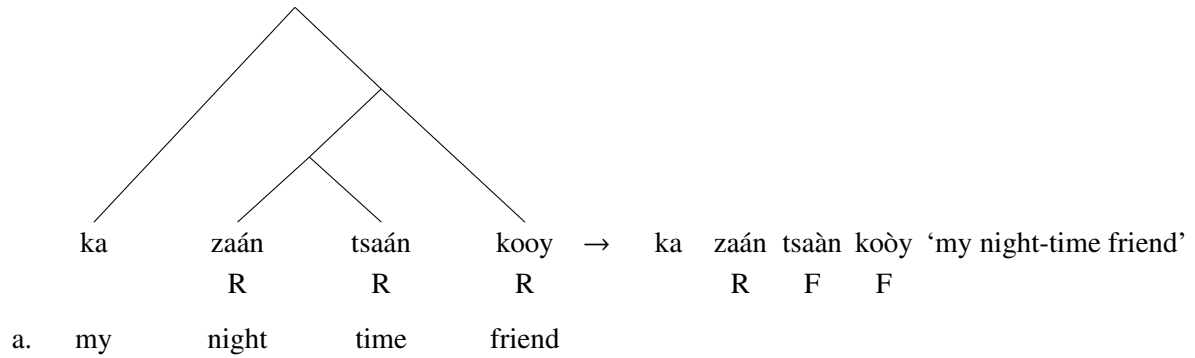 ka zaán tsaán kooy → ka zaán tsaàn koòy ‘my night-time friend’
R R R R F F
a. my night time friend